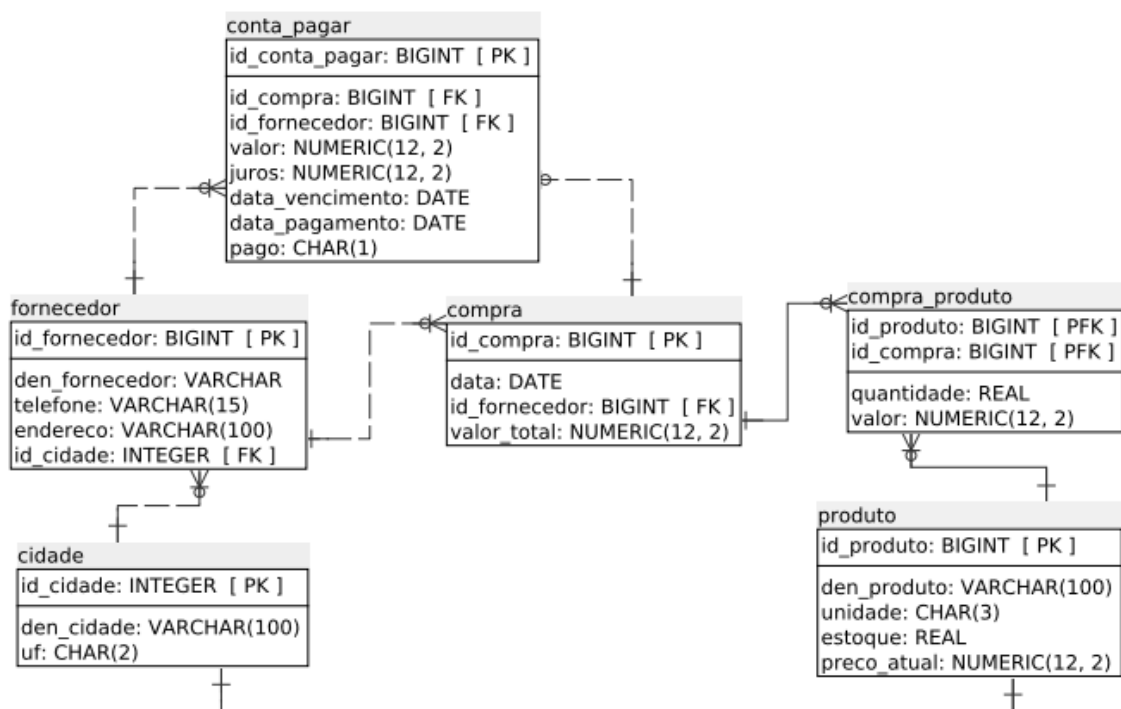 conta_pagar
id_conta_pagar: BIGINT [ PK ]
id_compra: BIGINT [ FK ]
id_fornecedor: BIGINT [ FK ]
valor: NUMERIC(12, 2)
juros: NUMERIC(12, 2)
data_vencimento: DATE
data_pagamento: DATE
pago: CHAR(1)
fornecedor
id_fornecedor: BIGINT [ PK ]
den_fornecedor: VARCHAR
telefone: VARCHAR(15)
endereco: VARCHAR(100)
id_cidade: INTEGER [ FK ]
compra
id_compra: BIGINT [ PK ]
data: DATE
id_fornecedor: BIGINT [ FK ]
valor_total: NUMERIC(12, 2)
compra_produto
id_produto: BIGINT [ PFK ]
id_compra: BIGINT [ PFK ]
quantidade: REAL
valor: NUMERIC(12, 2)
cidade
id_cidade: INTEGER [ PK ]
den_cidade: VARCHAR(100)
uf: CHAR(2)
produto
id_produto: BIGINT [ PK ]
den_produto: VARCHAR(100)
unidade: CHAR(3)
estoque: REAL
preco_atual: NUMERIC(12, 2)